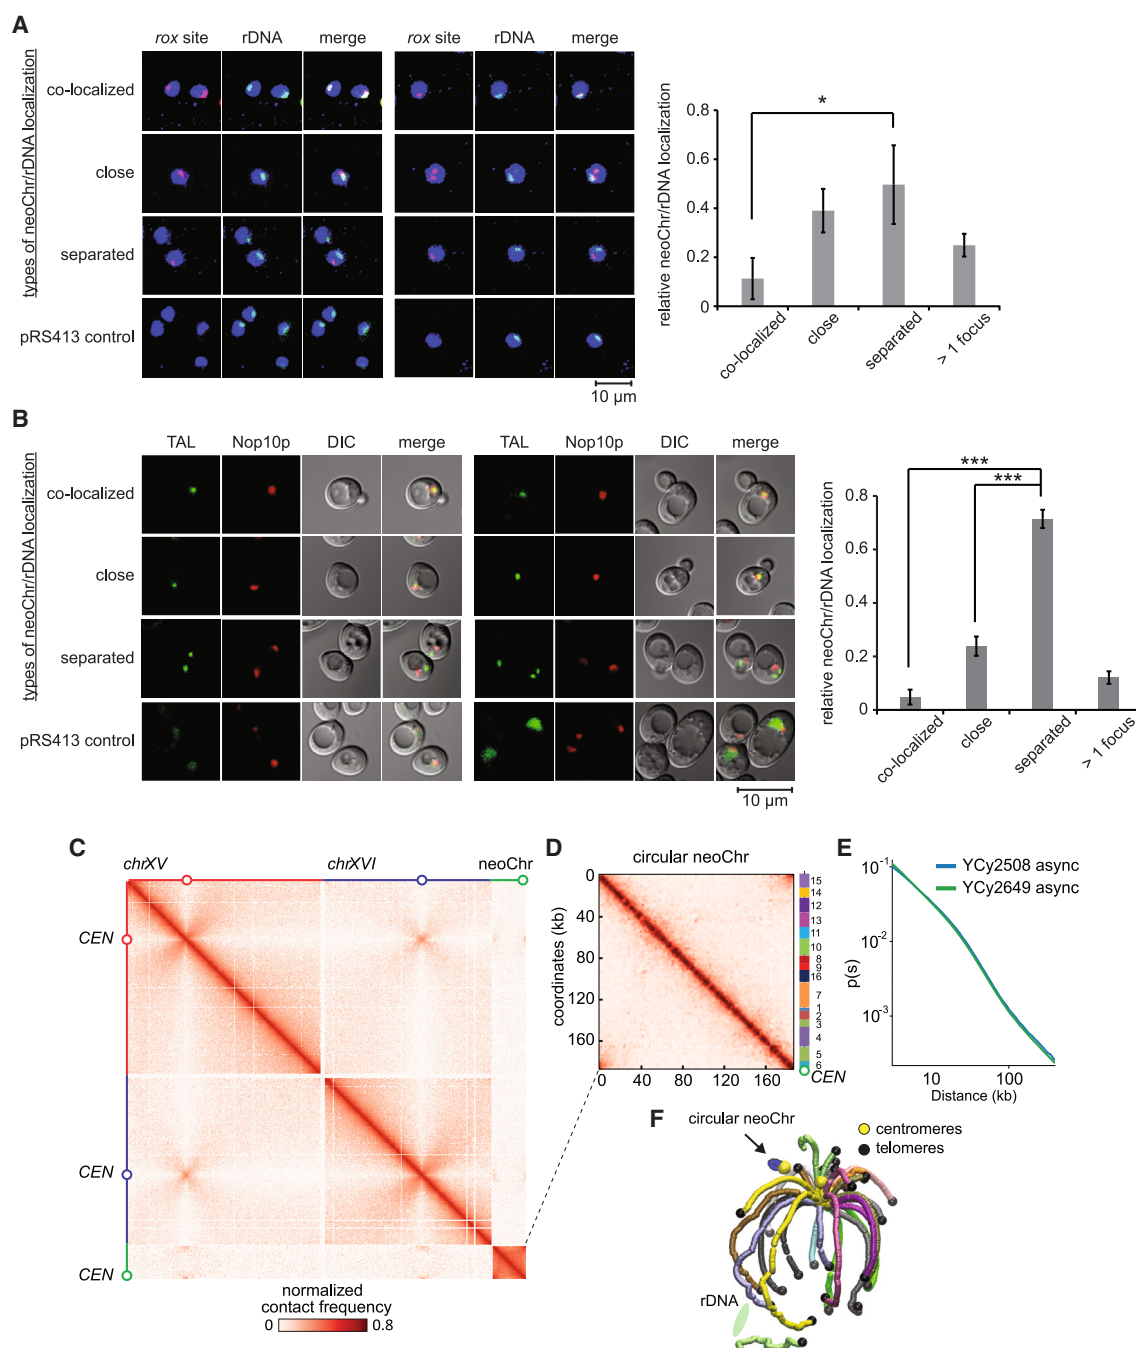 A
rox site rDNA merge rox site rDNA merge
types of neoChr/rDNA localization
co-localized
close
separated
pRS413 control
10 µm
relative neoChr/rDNA localization
0.8
0.6
0.4
0.2
0
*
co-localized
close
separated
> 1 focus
B
TAL Nop10p DIC merge TAL Nop10p DIC merge
types of neoChr/rDNA localization
co-localized
close
separated
pRS413 control
10 µm
relative neoChr/rDNA localization
0.8
0.6
0.4
0.2
0
***
***
co-localized
close
separated
> 1 focus
C
chrXV chrXVI neoChr
CEN
CEN
CEN
normalized
contact frequency
0 0.8
D
circular neoChr
coordinates (kb)
0
40
80
120
160
0 40 80 120 160
15
14
12
13
11
10
8
9
16
7
1
2
3
4
5
6
CEN
E
YCy2508 async
YCy2649 async
p(s)
10-1
10-2
10-3
10 100
Distance (kb)
F
circular neoChr
centromeres
telomeres
rDNA